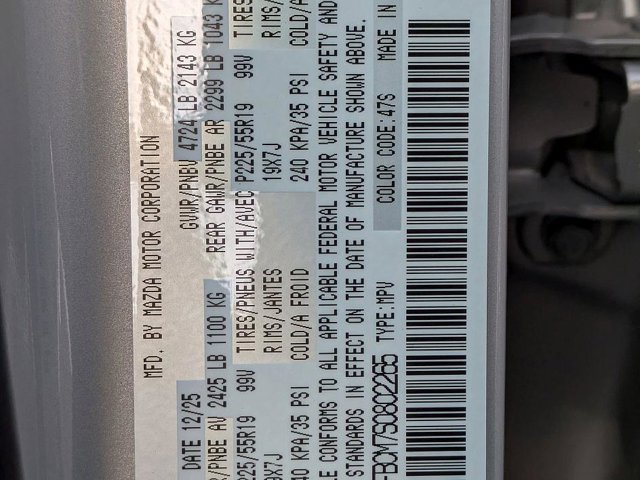 MFD. BY MAZDA MOTOR CORPORATION
DATE 12/25 GVWR/PNBV 4724 LB 2143 KG
/PNBE AV 2425 LB 1100 KG REAR GAWR/PNBE AR 2299 LB 1043
225/55R19 99V TIRES/PNEUS WITH/AVEC P225/55R19 99V TIRES
9X7J RIMS/JANTES 19X7J RIMS/
40 KPA/35 PSI COLD/A FROID 240 KPA/35 PSI COLD/A
LE CONFORMS TO ALL APPLICABLE FEDERAL MOTOR VEHICLE SAFETY AND
STANDARDS IN EFFECT ON THE DATE OF MANUFACTURE SHOWN ABOVE.
TYPE:MPV COLOR CODE:47S MADE IN